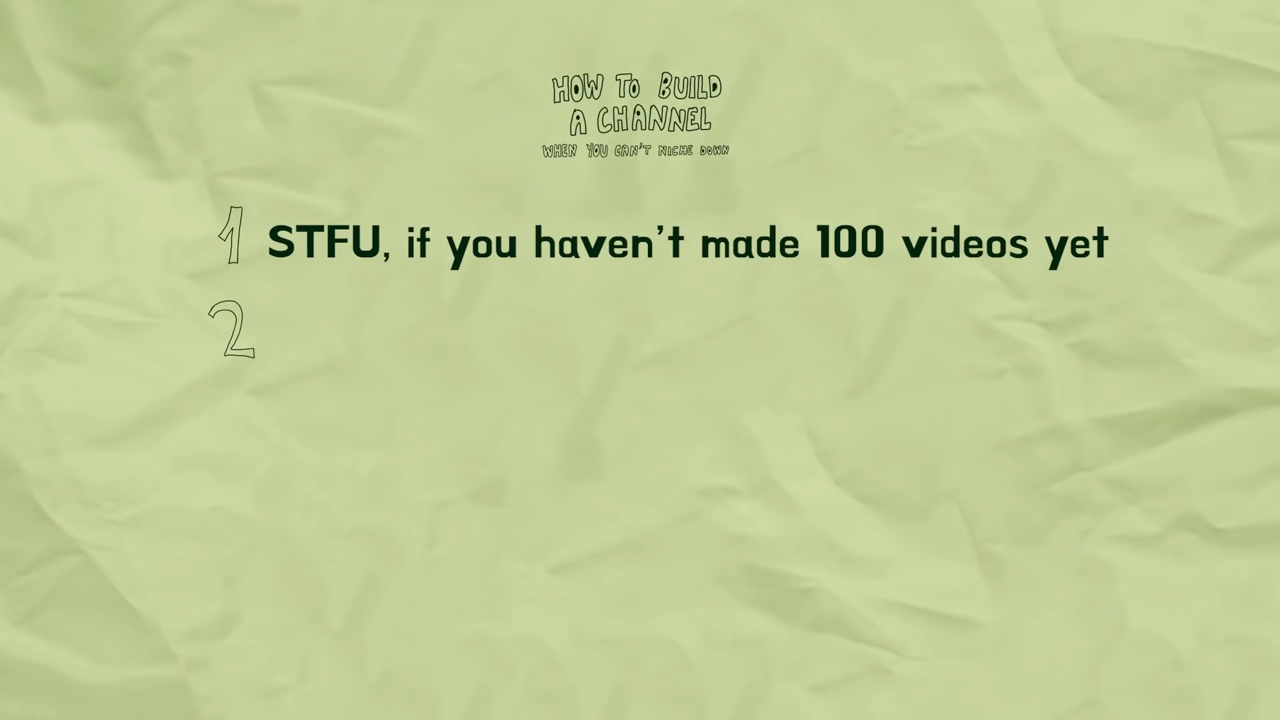 HOW TO BUILD
A CHANNEL
WHEN YOU CAN'T NICHE DOWN
1 STFU, if you haven't made 100 videos yet
2